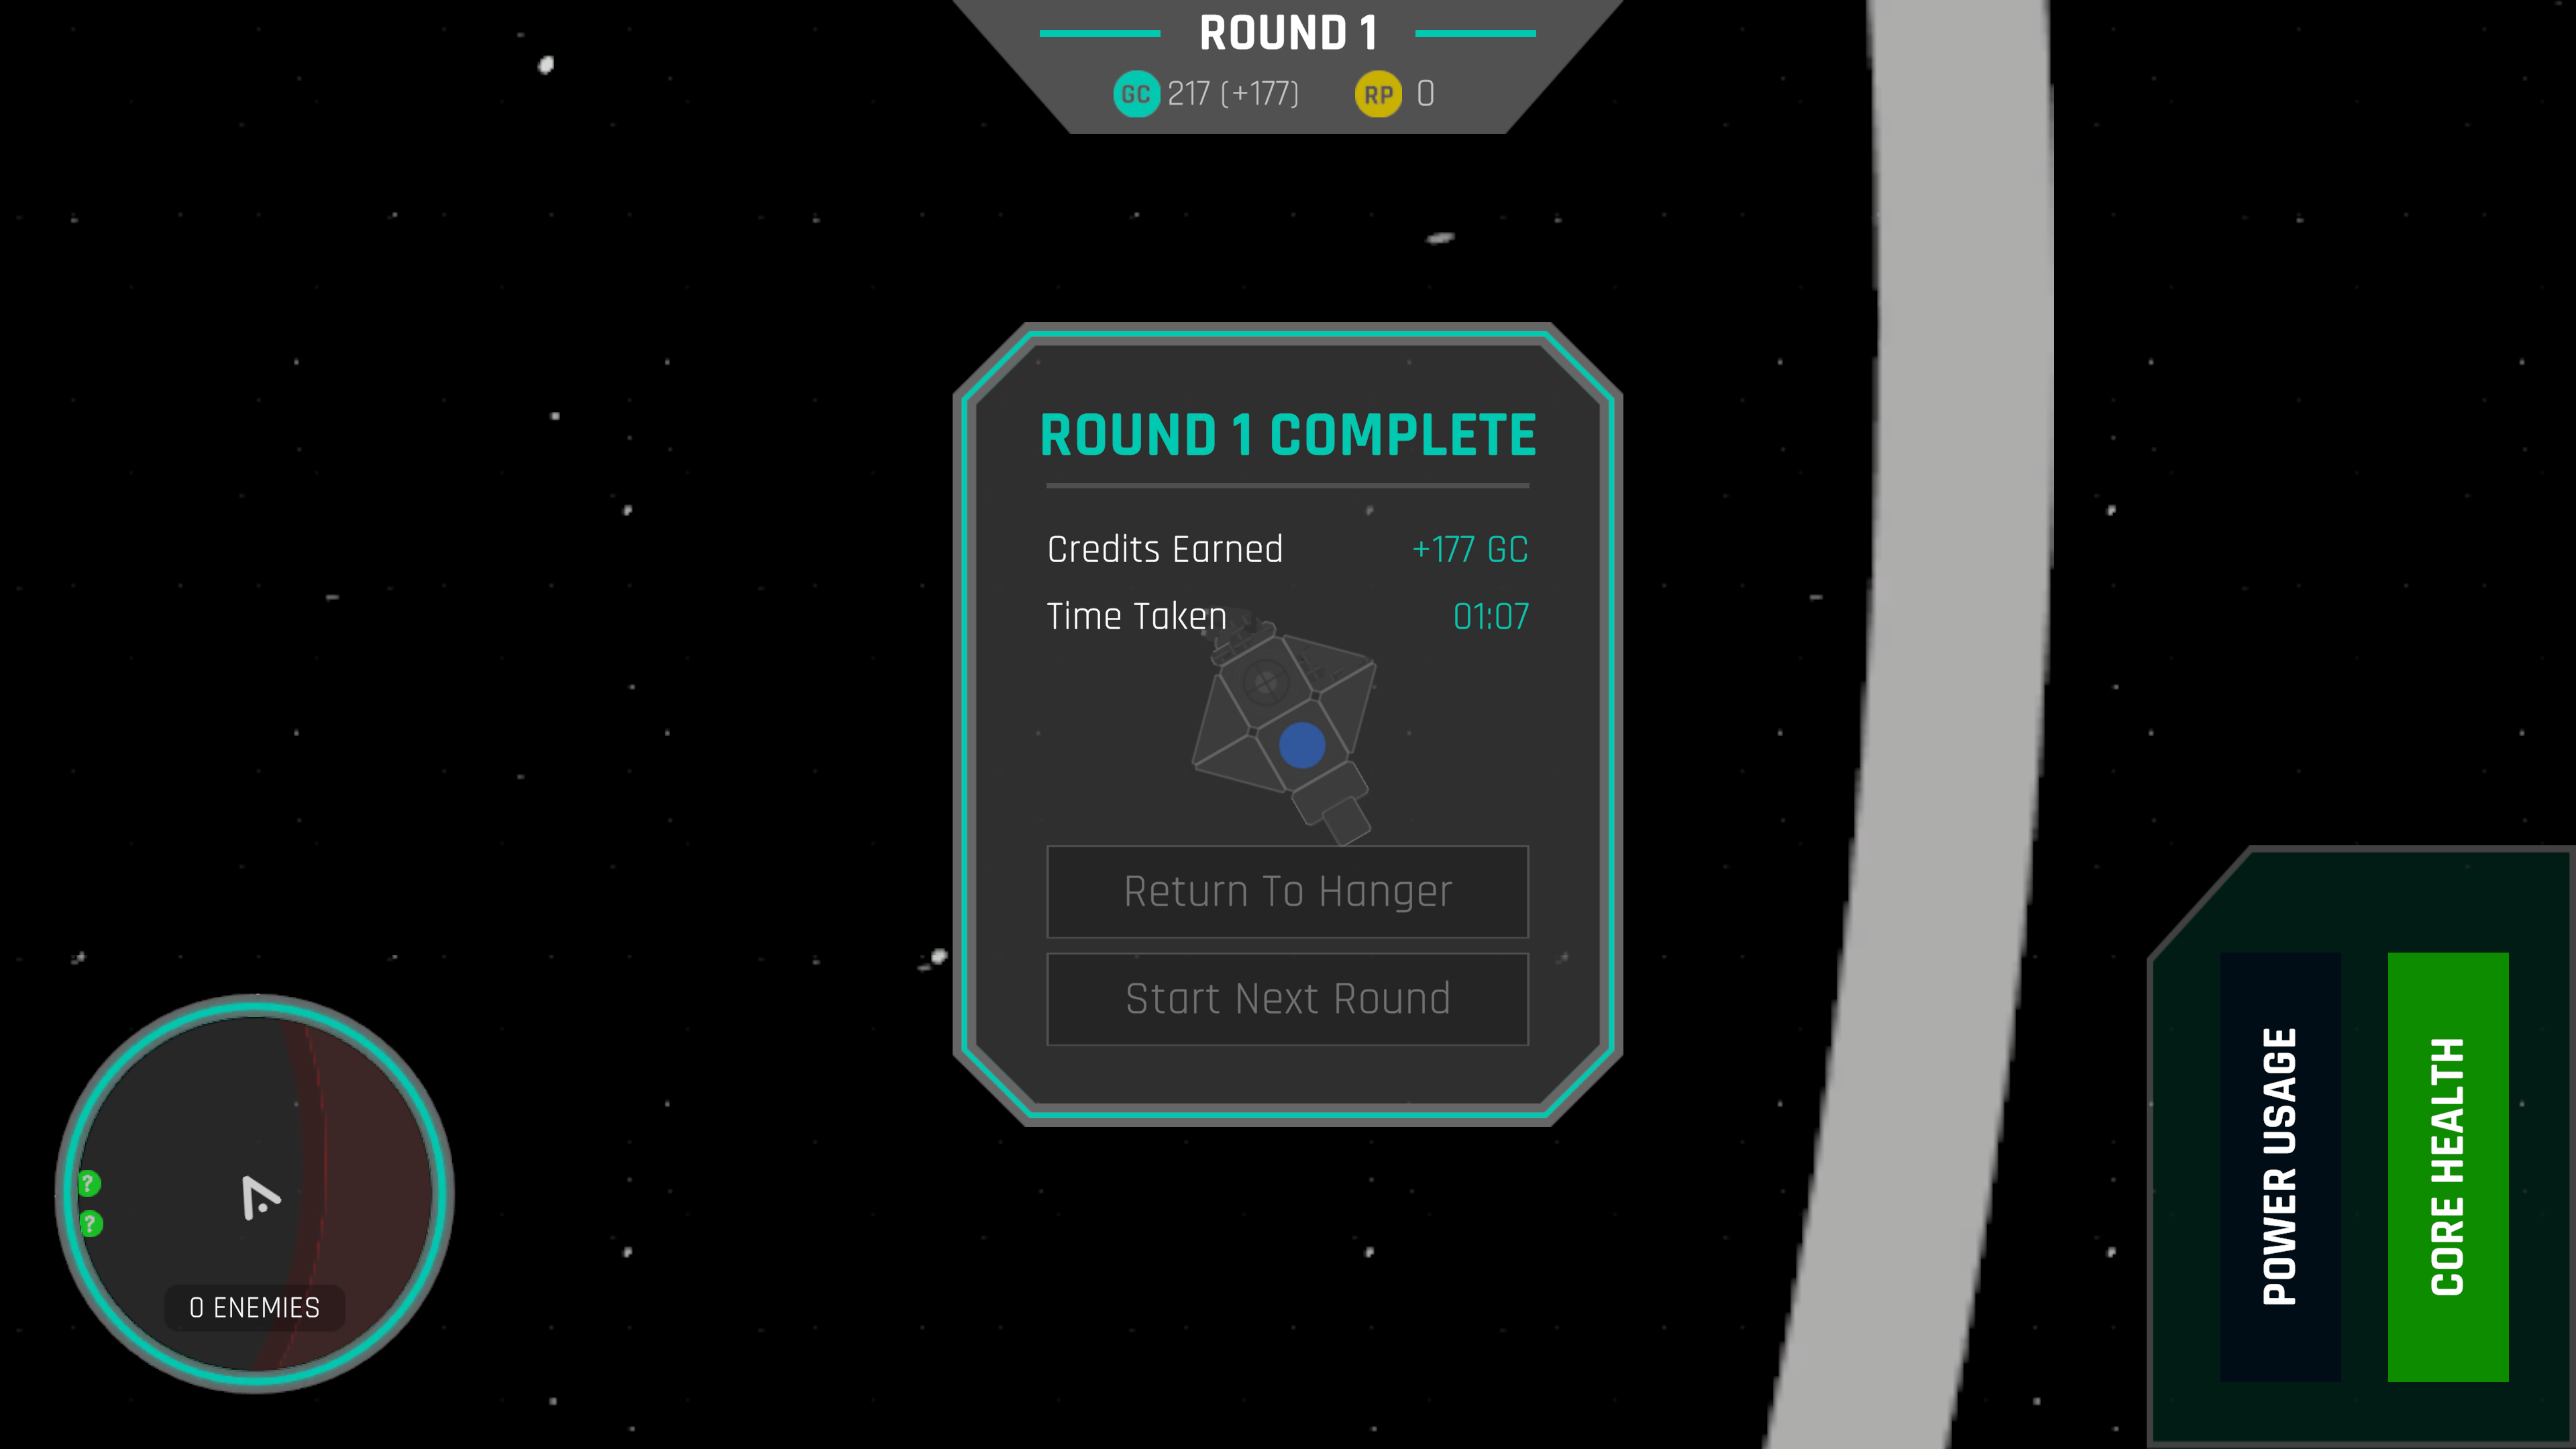 ROUND 1
GC 217 (+177) RP 0
ROUND 1 COMPLETE
Credits Earned +177 GC
Time Taken 01:07
Return To Hanger
Start Next Round
?
?
0 ENEMIES
POWER USAGE
CORE HEALTH